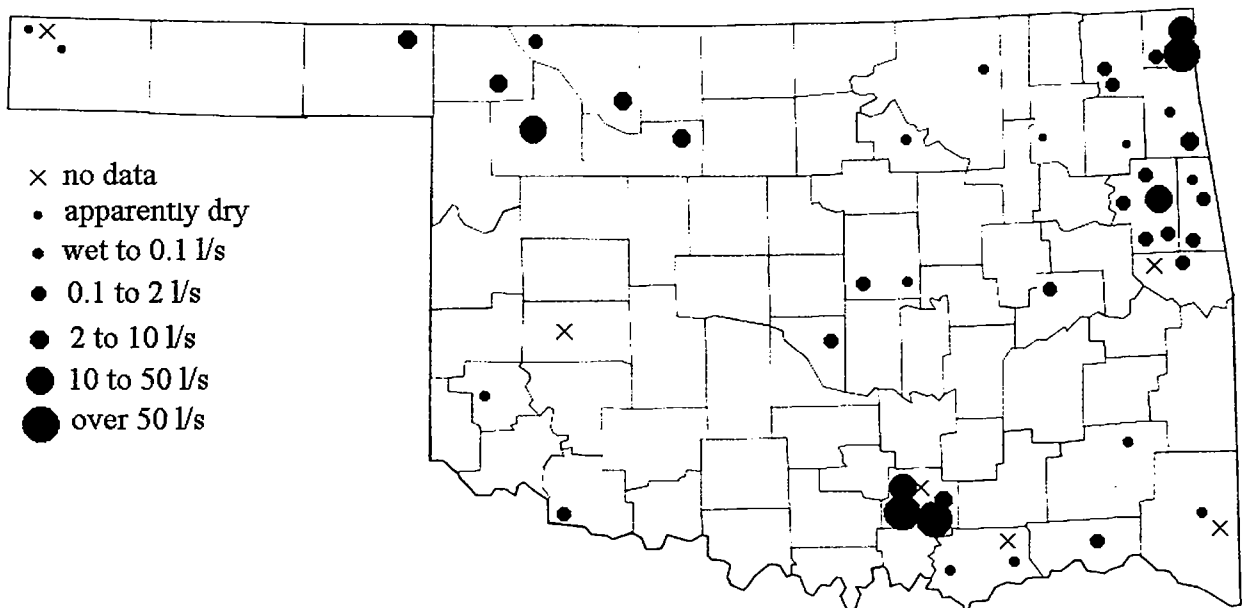 no data
apparently dry
wet to 0.1 l/s
0.1 to 2 l/s
2 to 10 l/s
10 to 50 l/s
over 50 l/s